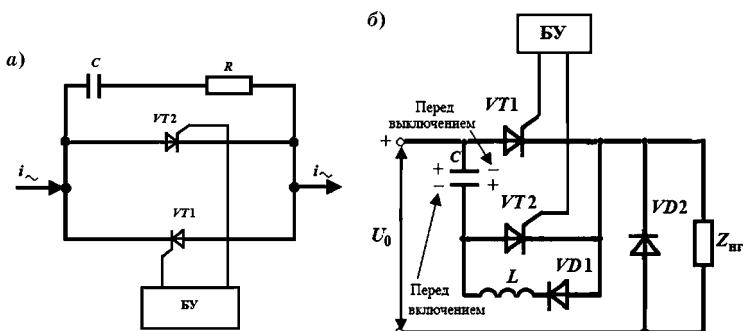 а)
C
R
VT2
i~
i~
VT1
БУ
б)
БУ
Перед
выключением
VT1
+
C
+
−
−
+
VT2
VD2
Zнг
U0
L
VD1
Перед
включением